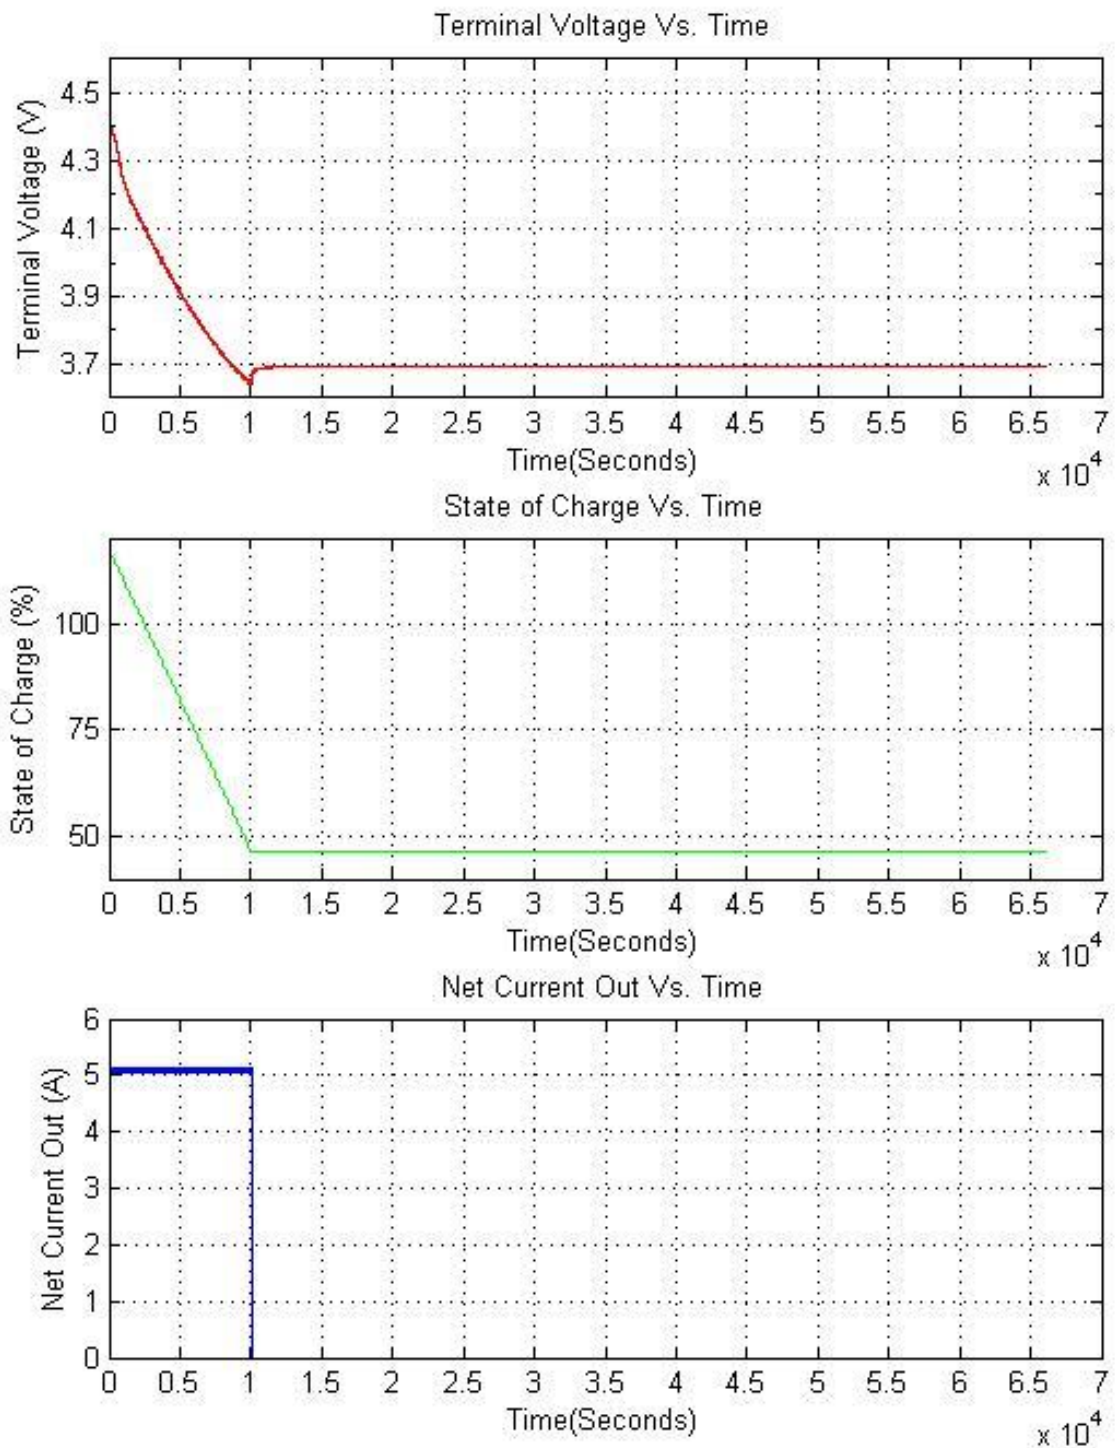 Terminal Voltage Vs. Time
4.5
4.3
4.1
3.9
3.7
Terminal Voltage (V)
0 0.5 1 1.5 2 2.5 3 3.5 4 4.5 5 5.5 6 6.5 7
Time(Seconds)
x 10^4
State of Charge Vs. Time
100
75
50
State of Charge (%)
0 0.5 1 1.5 2 2.5 3 3.5 4 4.5 5 5.5 6 6.5 7
Time(Seconds)
x 10^4
Net Current Out Vs. Time
6
5
4
3
2
1
0
Net Current Out (A)
0 0.5 1 1.5 2 2.5 3 3.5 4 4.5 5 5.5 6 6.5 7
Time(Seconds)
x 10^4